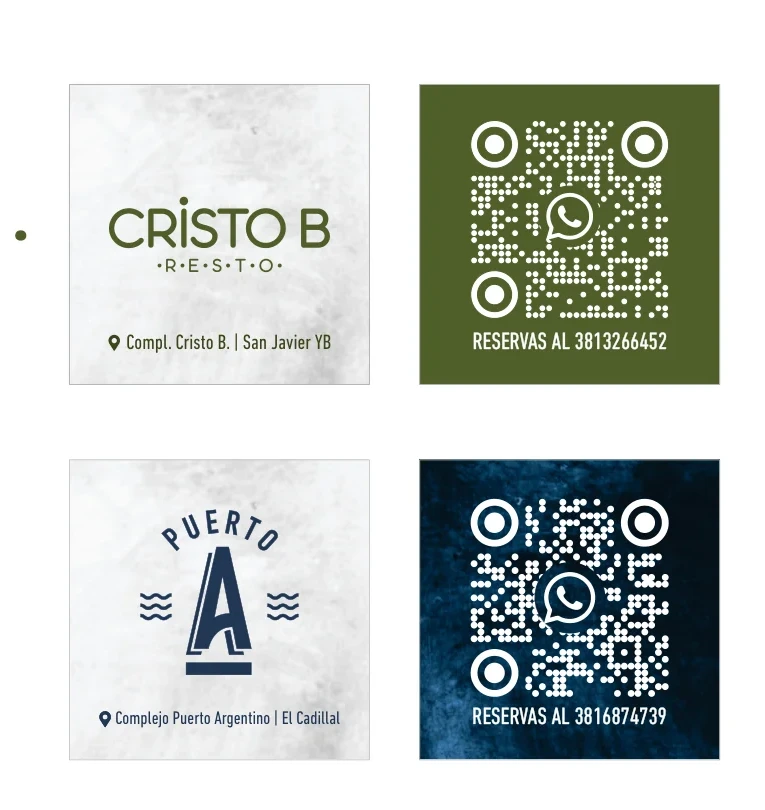 CRISTO B
·R·E·S·T·O·
Compl. Cristo B. | San Javier YB
RESERVAS AL 3813266452
PUERTO
A
Complejo Puerto Argentino | El Cadillal
RESERVAS AL 3816874739